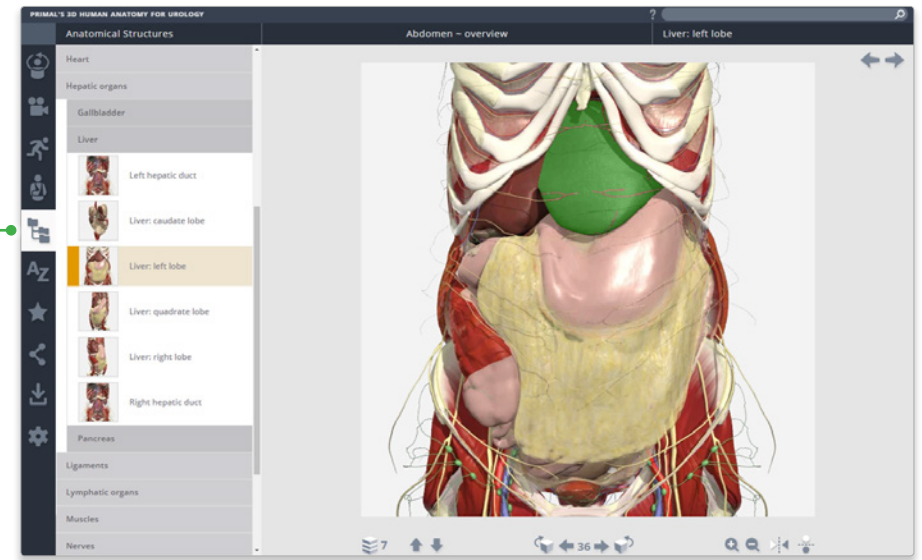 PRIMAL'S 3D HUMAN ANATOMY FOR UROLOGY
?
Anatomical Structures
Abdomen – overview
Liver: left lobe
Heart
Hepatic organs
Gallbladder
Liver
Left hepatic duct
Liver: caudate lobe
Liver: left lobe
Liver: quadrate lobe
Liver: right lobe
Right hepatic duct
Pancreas
Ligaments
Lymphatic organs
Muscles
Nerves
AZ
7
36